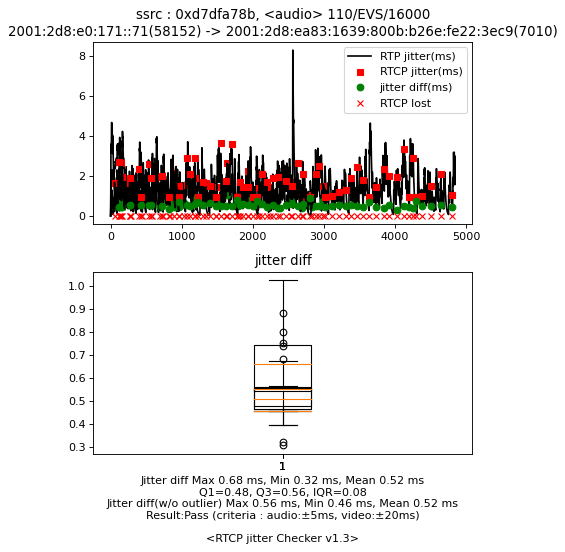 ssrc : 0xd7dfa78b, <audio> 110/EVS/16000
2001:2d8:e0:171::71(58152) -> 2001:2d8:ea83:1639:800b:b26e:fe22:3ec9(7010)
8
6
4
2
0
RTP jitter(ms)
RTCP jitter(ms)
jitter diff(ms)
RTCP lost
0
1000
2000
3000
4000
5000
jitter diff
1.0
0.9
0.8
0.7
0.6
0.5
0.4
0.3
1
Jitter diff Max 0.68 ms, Min 0.32 ms, Mean 0.52 ms
Q1=0.48, Q3=0.56, IQR=0.08
Jitter diff(w/o outlier) Max 0.56 ms, Min 0.46 ms, Mean 0.52 ms
Result:Pass (criteria : audio:±5ms, video:±20ms)
<RTCP jitter Checker v1.3>